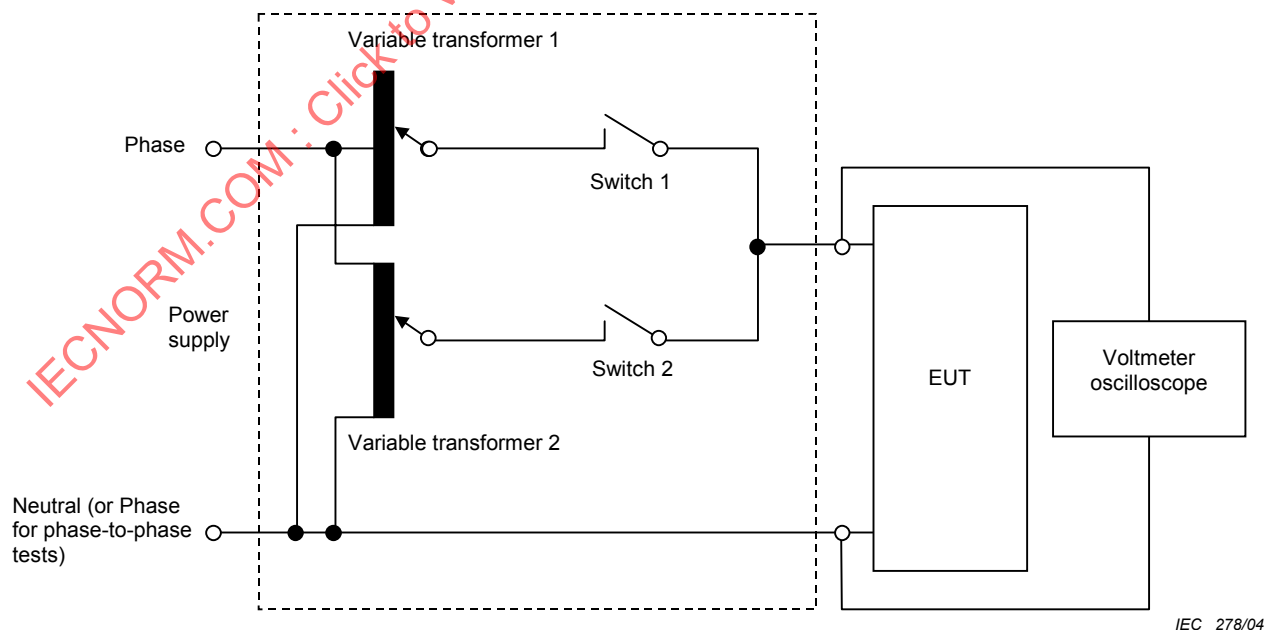 Variable transformer 1
Phase
Switch 1
Power
supply
Switch 2
EUT
Voltmeter
oscilloscope
Variable transformer 2
Neutral (or Phase
for phase-to-phase
tests)
IEC 278/04
IECNORM.COM : Click to